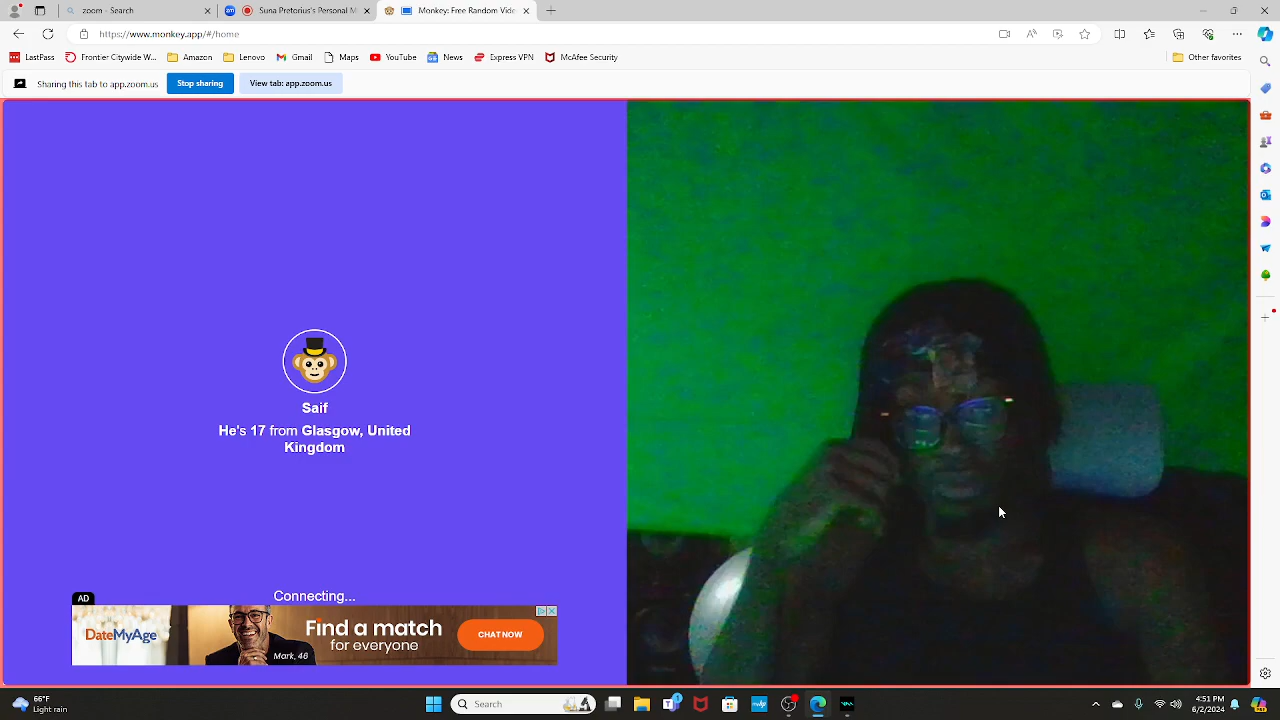 zoom - Search
Suna Pretorius's Personal M
Monkey: Free Random Vide
https://www.monkey.app/#/home
LastPass
Frontier Citywide W...
Amazon
Lenovo
Gmail
Maps
YouTube
News
Express VPN
McAfee Security
Other favorites
Sharing this tab to app.zoom.us
Stop sharing
View tab: app.zoom.us
Saif
He's 17 from Glasgow, United
Kingdom
Connecting...
AD
DateMyAge
Find a match
for everyone
Mark, 46
CHAT NOW
66°F
Light rain
Search
4:51 PM
6/2/2024